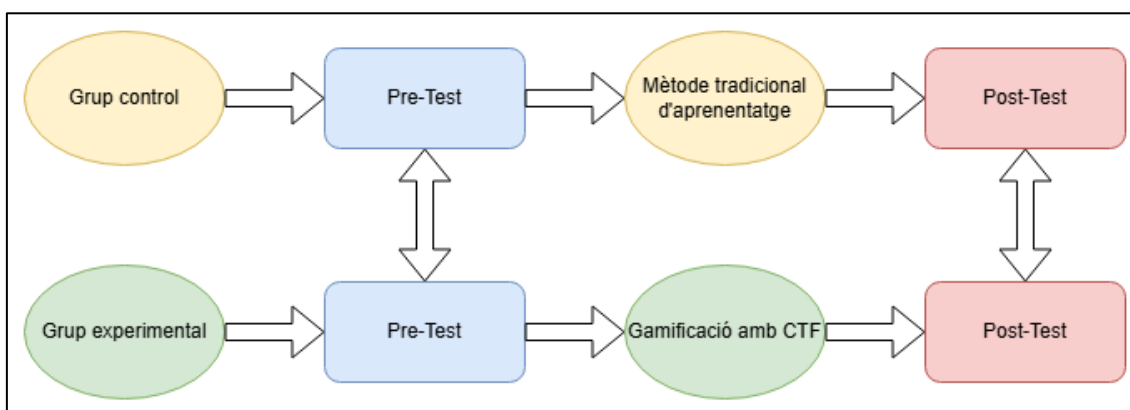 Grup control
Pre-Test
Mètode tradicional
d'aprenentatge
Post-Test
Grup experimental
Pre-Test
Gamificació amb CTF
Post-Test